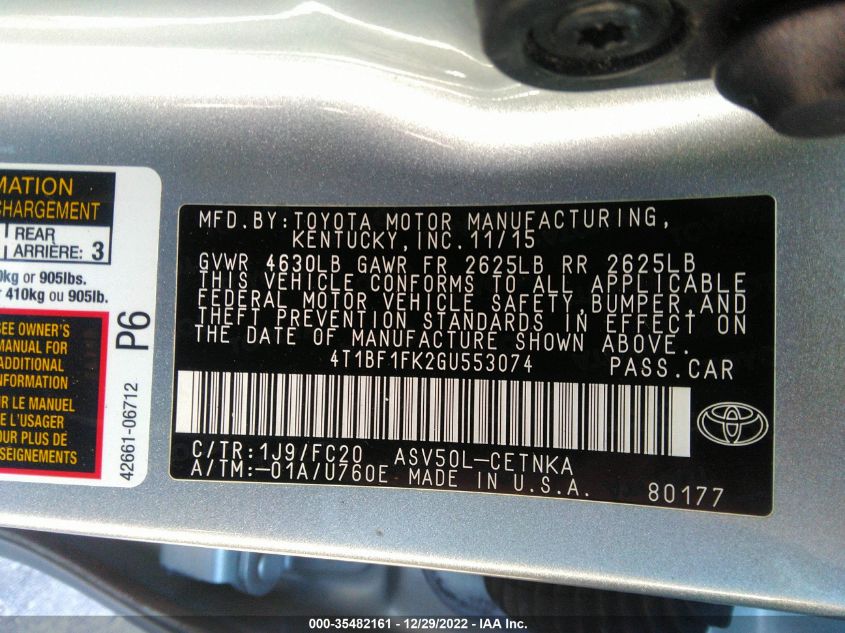 MATION
CHARGEMENT
REAR
ARRIÈRE: 3
0kg or 905lbs.
410kg ou 905lb.
SEE OWNER'S
MANUAL FOR
ADDITIONAL
INFORMATION
LE MANUEL
DE L'USAGER
POUR PLUS DE
SEIGNEMENTS
P6
42661-06712
MFD.BY:TOYOTA MOTOR MANUFACTURING,
KENTUCKY,INC.11/15
GVWR 4630LB GAWR FR 2625LB RR 2625LB
THIS VEHICLE CONFORMS TO ALL APPLICABLE
FEDERAL MOTOR VEHICLE SAFETY,BUMPER,AND
THEFT PREVENTION STANDARDS IN EFFECT ON
THE DATE OF MANUFACTURE SHOWN ABOVE.
4T1BF1FK2GU553074 PASS.CAR
C/TR:1J9/FC20 ASV50L-CETNKA
A/TM:-01A/U760E MADE IN U.S.A. 80177
000-35482161 - 12/29/2022 - IAA Inc.